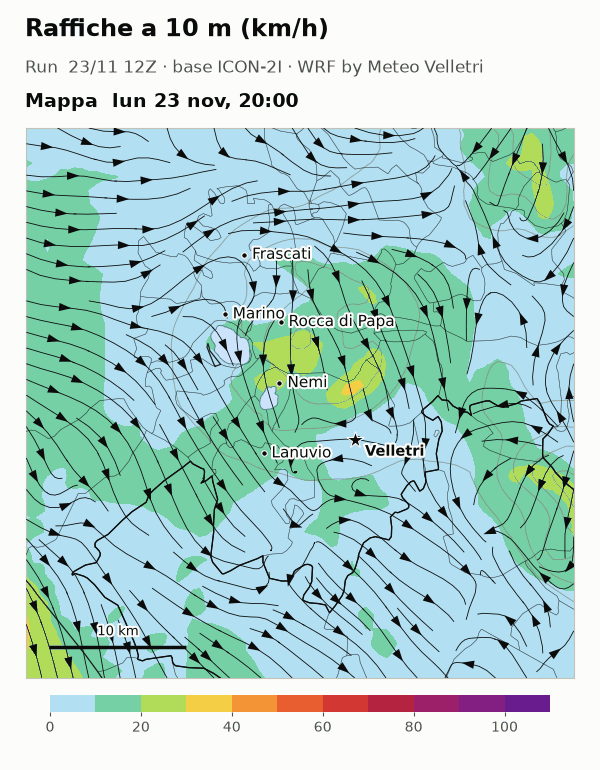 Raffiche a 10 m (km/h)
Run  23/11 12Z · base ICON-2I · WRF by Meteo Velletri
Mappa  lun 23 nov, 20:00
Frascati
Marino
Rocca di Papa
Nemi
Lanuvio
Velletri
10 km
0 20 40 60 80 100